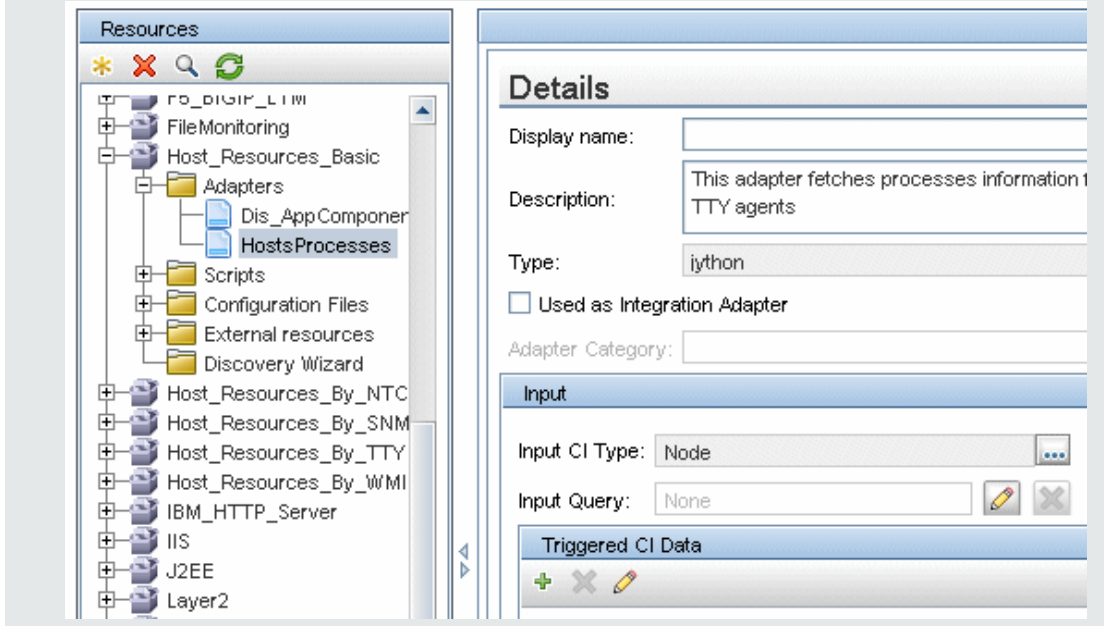 Resources
F5_BIGIP_LTM
FileMonitoring
Host_Resources_Basic
Adapters
Dis_AppComponer
HostsProcesses
Scripts
Configuration Files
External resources
Discovery Wizard
Host_Resources_By_NTC
Host_Resources_By_SNM
Host_Resources_By_TTY
Host_Resources_By_WMI
IBM_HTTP_Server
IIS
J2EE
Layer2
Details
Display name:
Description:
This adapter fetches processes information f
TTY agents
Type:
jython
Used as Integration Adapter
Adapter Category:
Input
Input CI Type:
Node
...
Input Query:
None
Triggered CI Data